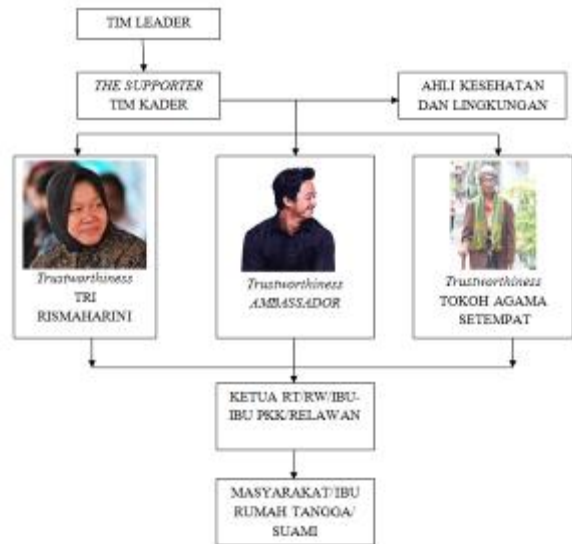 TIM LEADER
THE SUPPORTER
TIM KADER
AHLI KESEHATAN
DAN LINGKUNGAN
Trustworthiness
TRI
RISMAHARINI
Trustworthiness
AMBASSADOR
Trustworthiness
TOKOH AGAMA
SETEMPAT
KETUA RT/RW/IBU-
IBU PKK/RELAWAN
MASYARAKAT/IBU
RUMAH TANGGA/
SUAMI